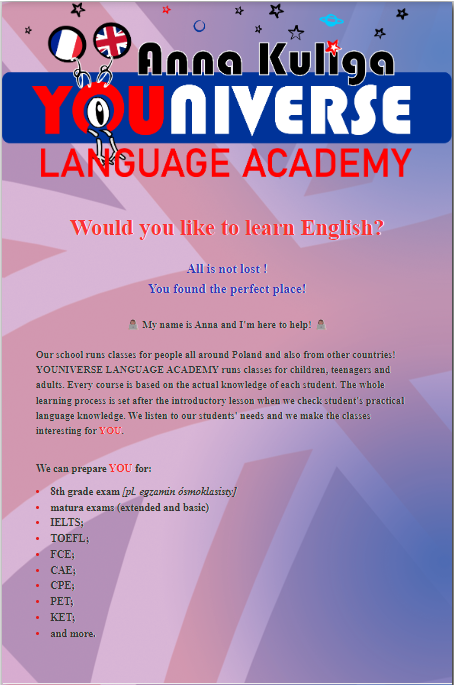 Anna Kuliga
YOUNIVERSE
LANGUAGE ACADEMY
Would you like to learn English?
All is not lost !
You found the perfect place!
My name is Anna and I'm here to help!
Our school runs classes for people all around Poland and also from other countries!
YOUNIVERSE LANGUAGE ACADEMY runs classes for children, teenagers and
adults. Every course is based on the actual knowledge of each student. The whole
learning process is set after the introductory lesson when we check student's practical
language knowledge. We listen to our students' needs and we make the classes
interesting for YOU.
We can prepare YOU for:
• 8th grade exam [pl. egzamin ósmoklasisty]
• matura exams (extended and basic)
• IELTS;
• TOEFL;
• FCE;
• CAE;
• CPE;
• PET;
• KET;
• and more.